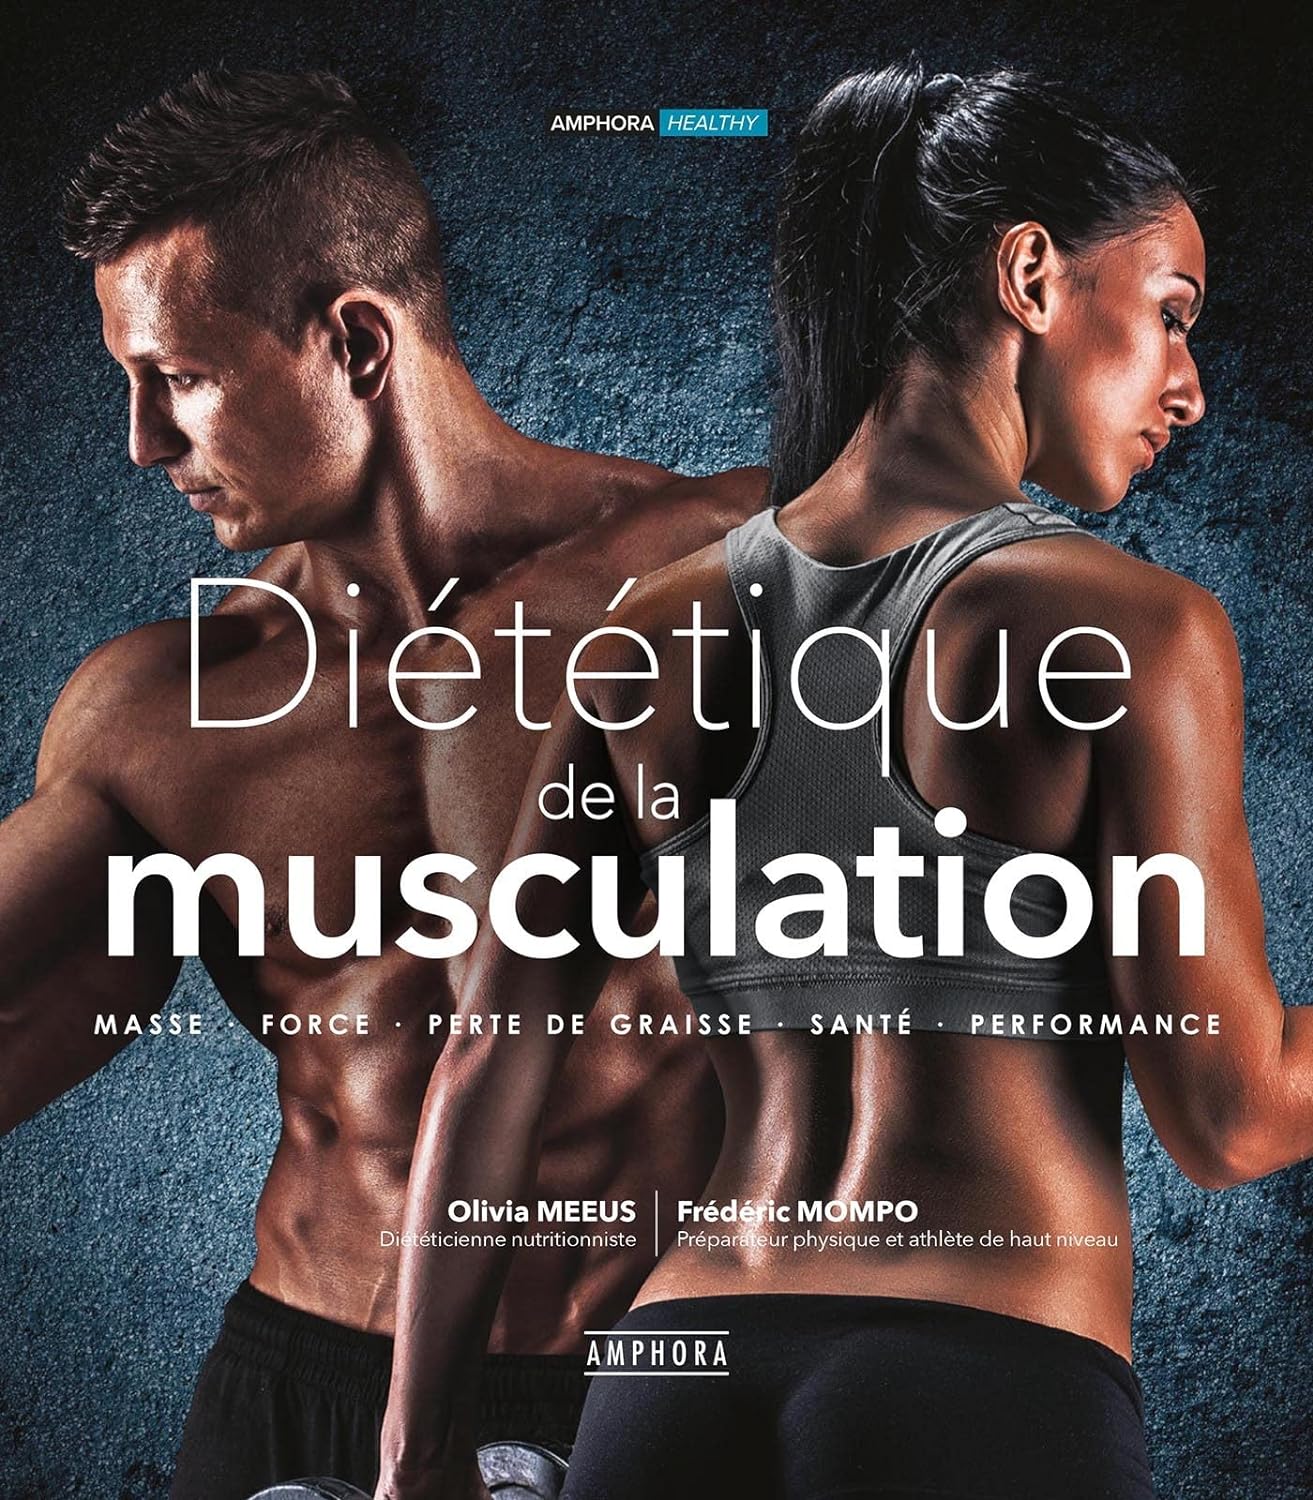 AMPHORA HEALTHY
Diététique
de la
musculation
MASSE · FORCE · PERTE DE GRAISSE · SANTÉ · PERFORMANCE
Olivia MEEUS
Diététicienne nutritionniste
Frédéric MOMPO
Préparateur physique et athlète de haut niveau
AMPHORA